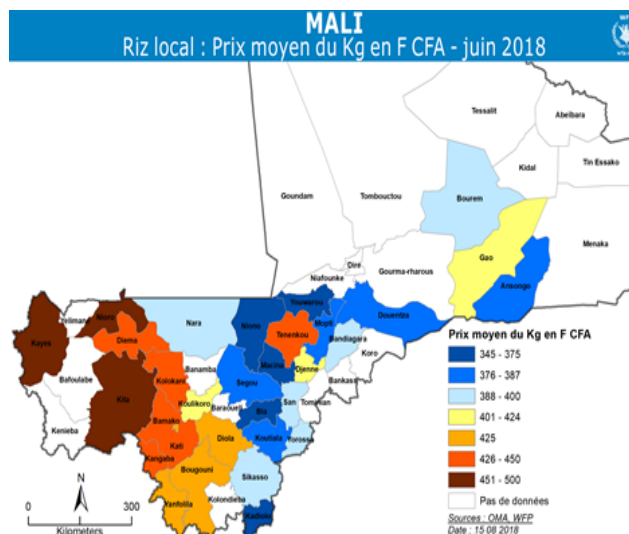 MALI
Riz local : Prix moyen du Kg en F CFA - juin 2018
WFP
Tessalit
Abeibara
Kidal
Tin Essako
Goundam
Tombouctou
Bourem
Menaka
Gao
Dire
Niafounke
Gourma-rharous
Ansongo
Youwarou
Yelimane
Nioro
Nara
Niono
Mopti
Douentza
Kayes
Diema
Tenenkou
Bandiagara
Koro
Bafoulabe
Kolokani
Banamba
Macina
Djenne
Bankass
Segou
Kita
Koulikoro
Baraoueli
San
Tominian
Kenieba
Bamako
Bla
Kati
Diola
Koutiala
Yorosso
Kangaba
Bougouni
Sikasso
Yanfolila
Kolondieba
Kadiolo
Prix moyen du Kg en F CFA
345 - 375
376 - 387
388 - 400
401 - 424
425
426 - 450
451 - 500
Pas de données
N
0 300
Kilometers
Sources : OMA, WFP
Date : 15 08 2018